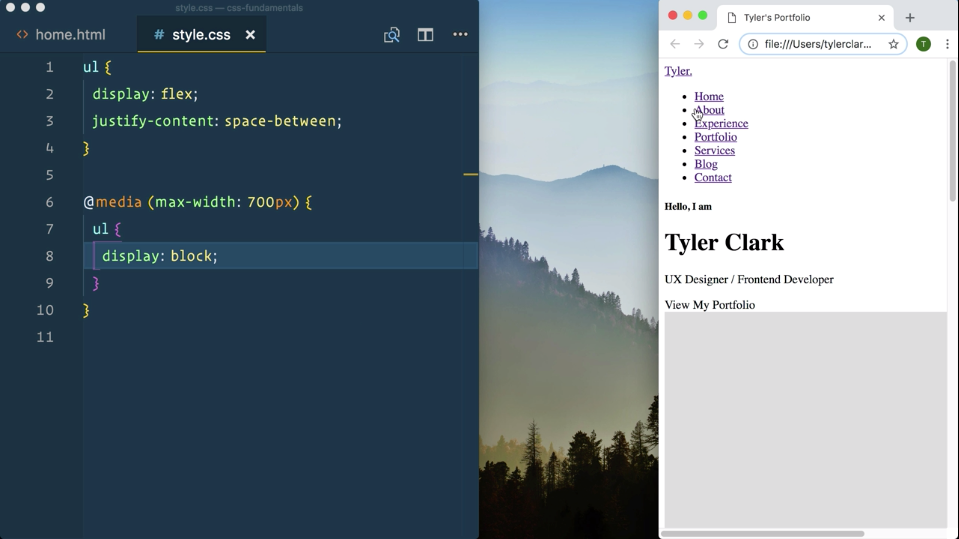 style.css — css-fundamentals
<> home.html
# style.css ×
1 ul {
2 display: flex;
3 justify-content: space-between;
4 }
5
6 @media (max-width: 700px) {
7 ul {
8 display: block;
9 }
10 }
11
Tyler's Portfolio
file:///Users/tylerclar...
T
Tyler.
Home
About
Experience
Portfolio
Services
Blog
Contact
Hello, I am
Tyler Clark
UX Designer / Frontend Developer
View My Portfolio